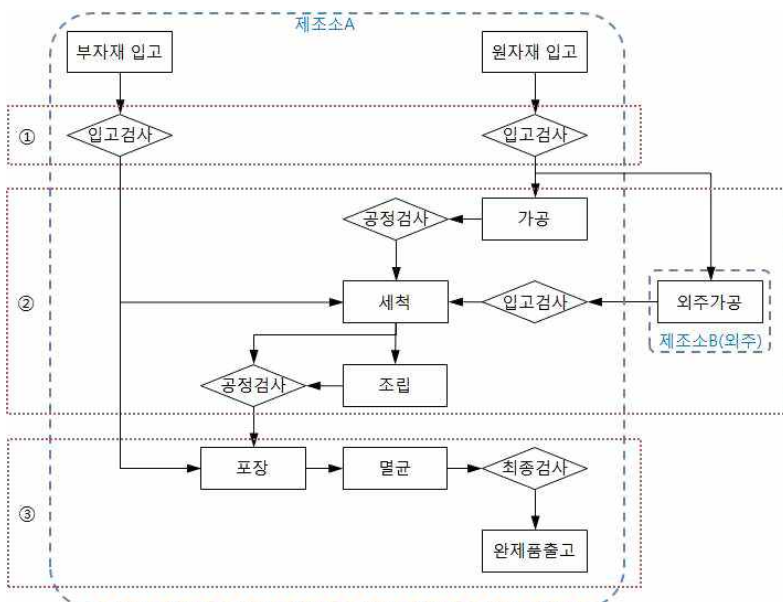 제조소A
부자재 입고
원자재 입고
①
입고검사
입고검사
공정검사
가공
②
세척
입고검사
외주가공
제조소B(외주)
공정검사
조립
포장
멸균
최종검사
③
완제품출고